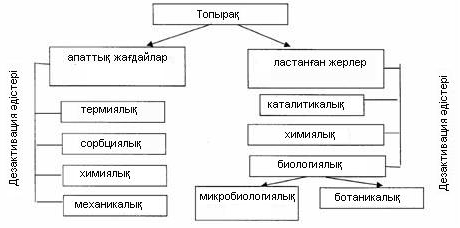 Топырақ
апаттық жағдайлар
ластанған жерлер
Дезактивация әдістері
термиялық
сорбциялық
химиялық
механикалық
каталитикалық
химиялық
биологиялық
микробиологиялық
ботаникалық
Дезактивация әдістері